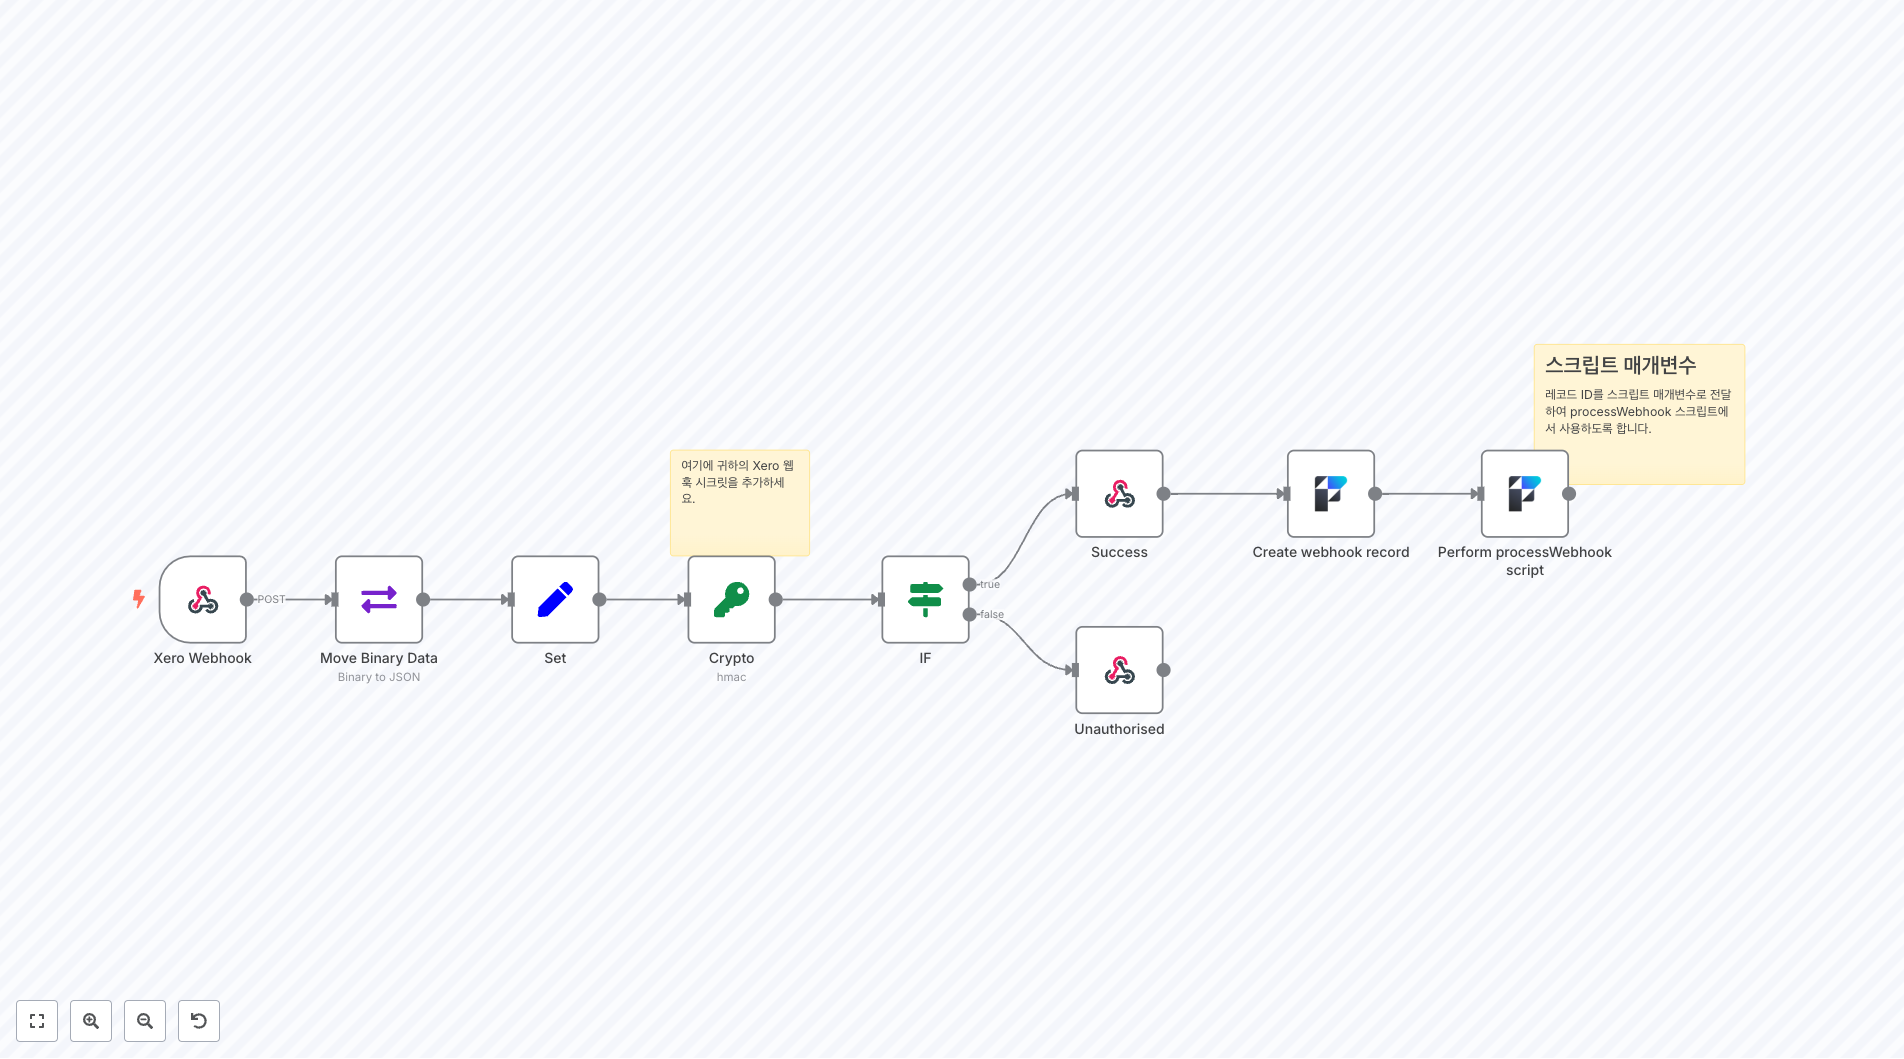 스크립트 매개변수
레코드 ID를 스크립트 매개변수로 전달
하여 processWebhook 스크립트에
서 사용하도록 합니다.
여기에 귀하의 Xero 웹
훅 시크릿을 추가하세
요.
POST
true
false
Success
Create webhook record
Perform processWebhook
script
Xero Webhook
Move Binary Data
Binary to JSON
Set
Crypto
hmac
IF
Unauthorised